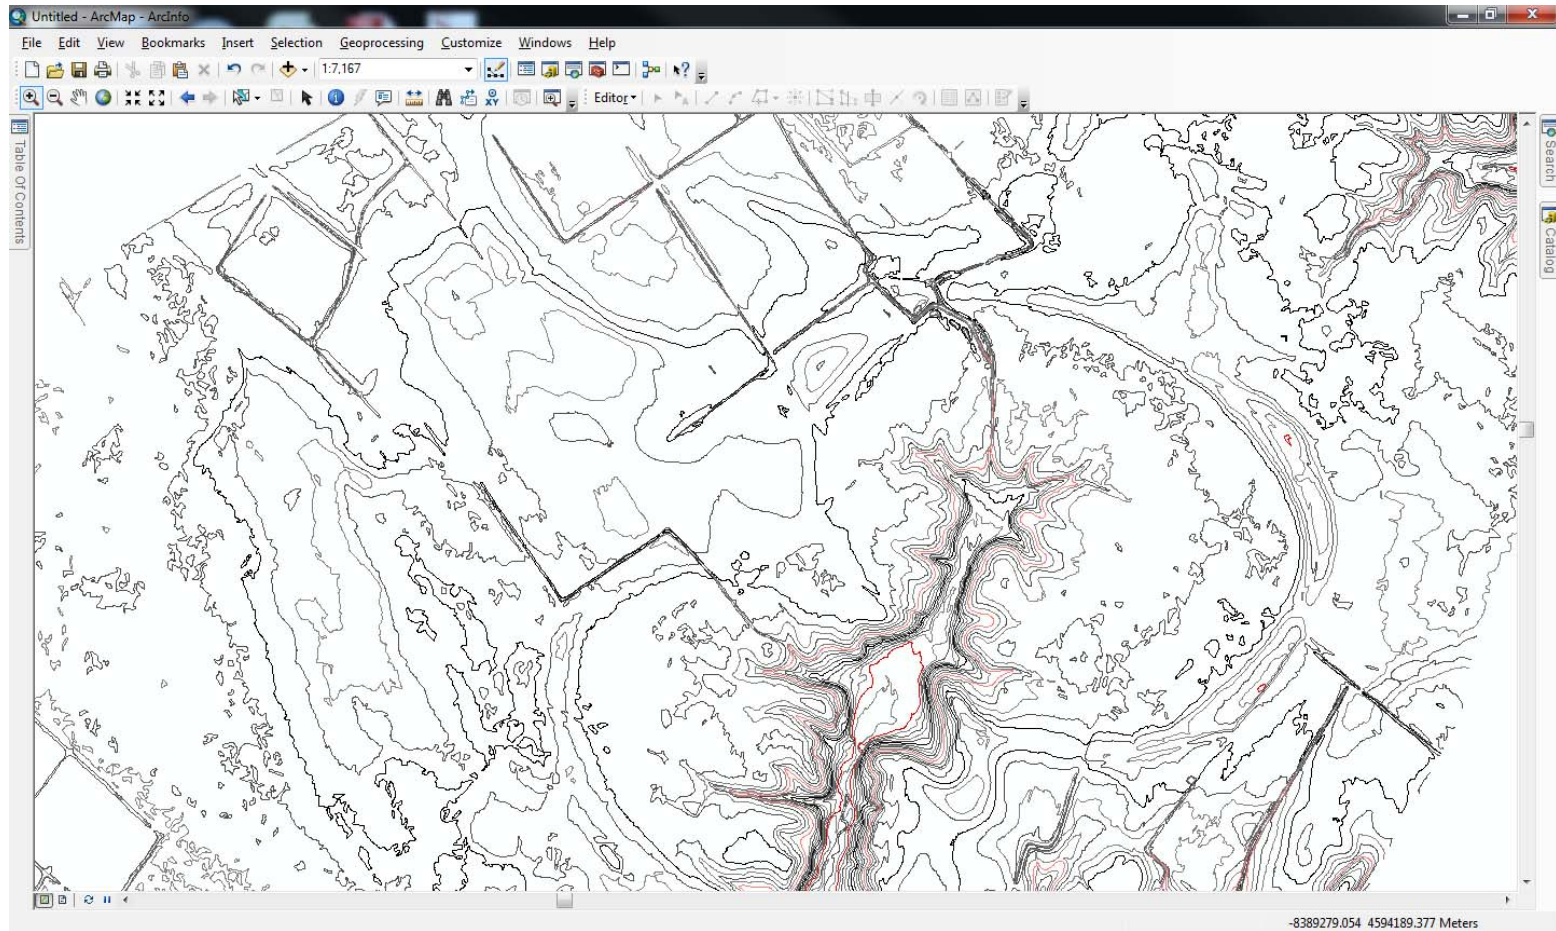 Untitled - ArcMap - ArcInfo
File Edit View Bookmarks Insert Selection Geoprocessing Customize Windows Help
1:7,167
Editor
Table Of Contents
Search
Catalog
-8389279.054 4594189.377 Meters